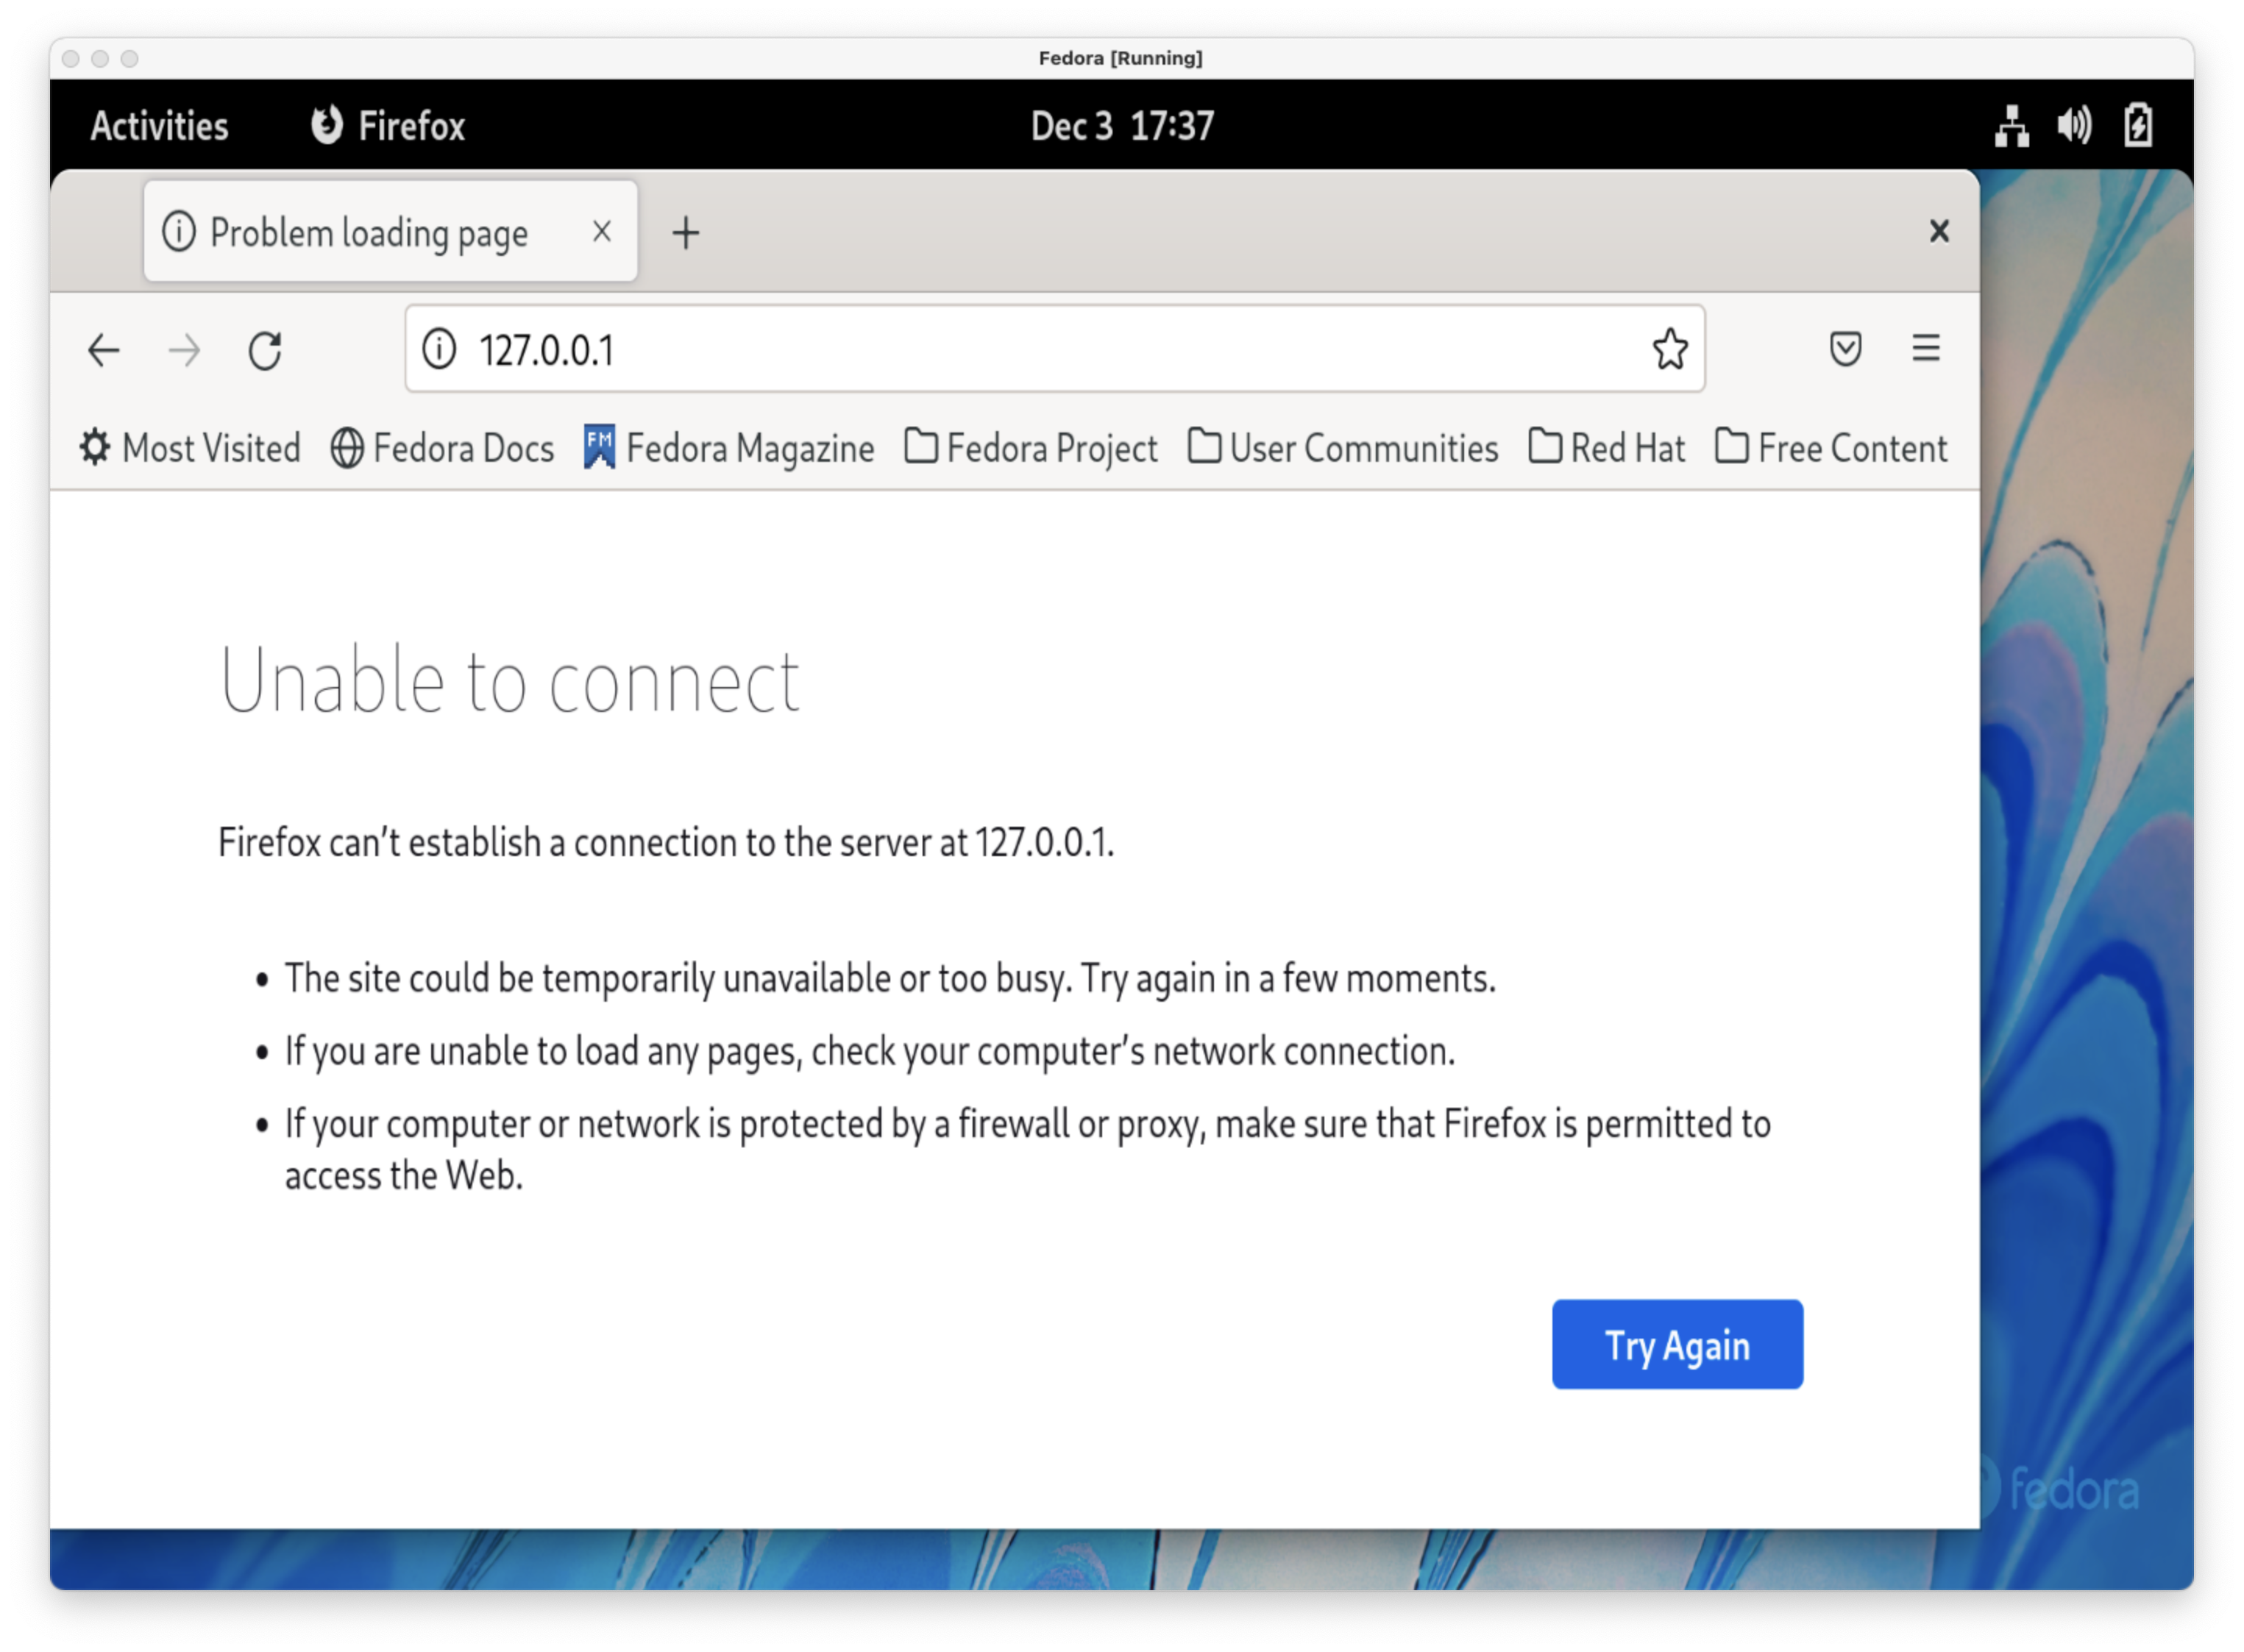 Fedora [Running]
Activities Firefox Dec 3 17:37
Problem loading page
127.0.0.1
Most Visited Fedora Docs FM Fedora Magazine Fedora Project User Communities Red Hat Free Content
Unable to connect
Firefox can’t establish a connection to the server at 127.0.0.1.
• The site could be temporarily unavailable or too busy. Try again in a few moments.
• If you are unable to load any pages, check your computer’s network connection.
• If your computer or network is protected by a firewall or proxy, make sure that Firefox is permitted to
access the Web.
Try Again
fedora